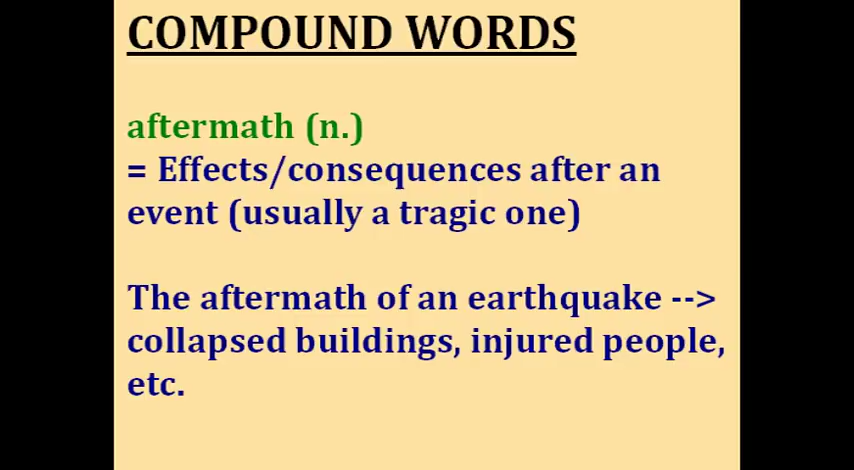 COMPOUND WORDS
aftermath (n.)
= Effects/consequences after an
event (usually a tragic one)
The aftermath of an earthquake -->
collapsed buildings, injured people,
etc.